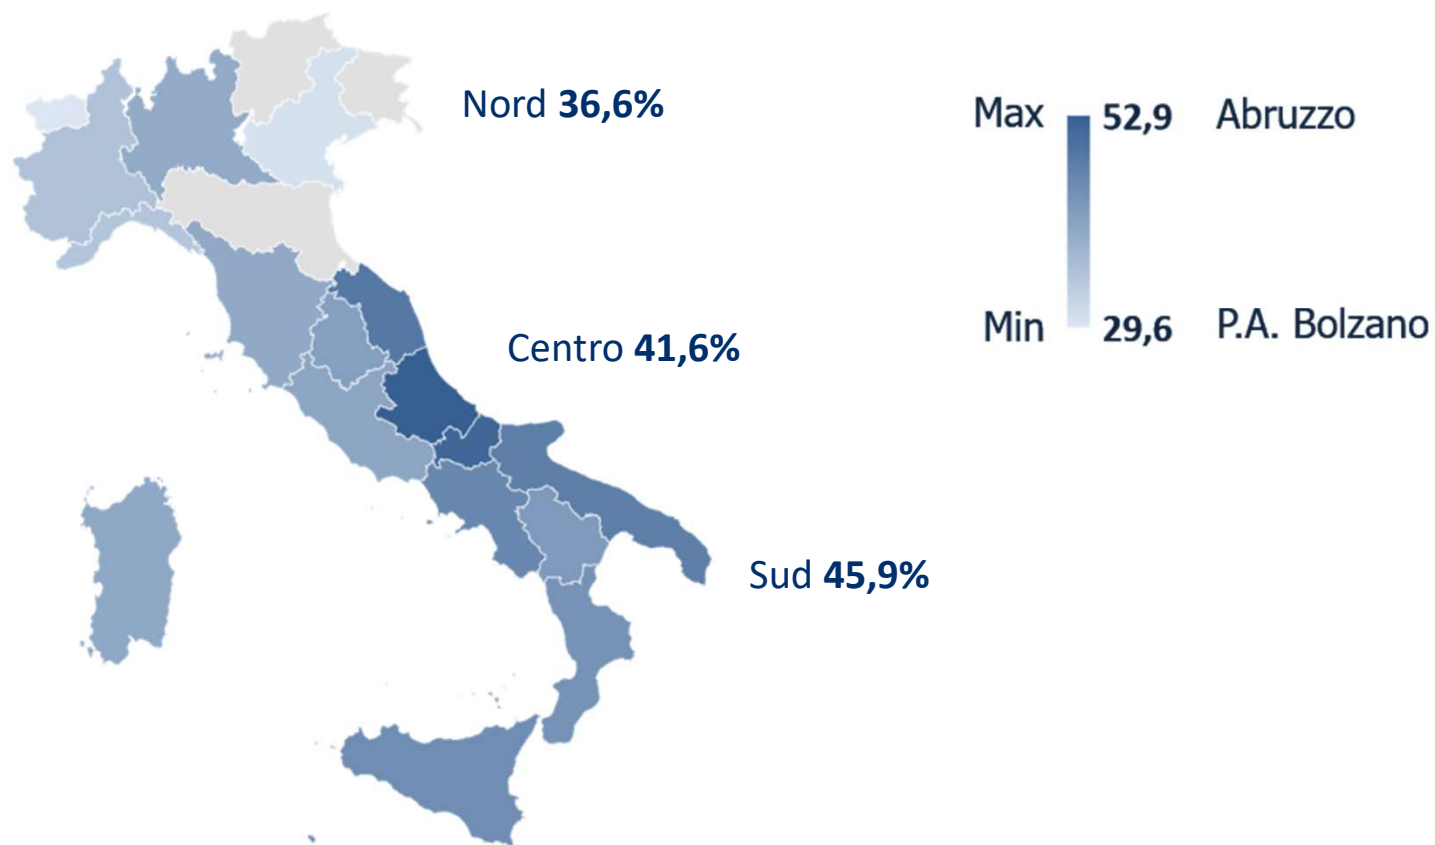 Nord 36,6%
Max 52,9 Abruzzo
Min 29,6 P.A. Bolzano
Centro 41,6%
Sud 45,9%